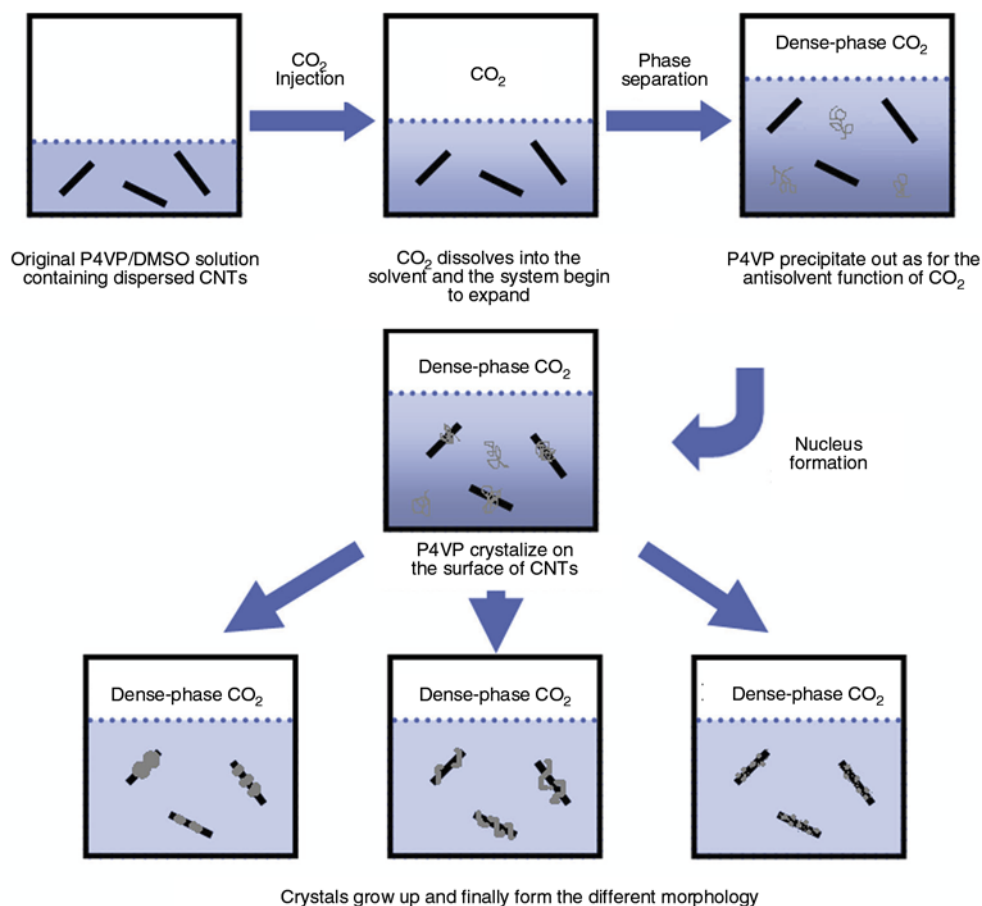 CO₂
Injection
CO₂
Phase
separation
Dense-phase CO₂
Original P4VP/DMSO solution
containing dispersed CNTs
CO₂ dissolves into the
solvent and the system begin
to expand
P4VP precipitate out as for the
antisolvent function of CO₂
Dense-phase CO₂
Nucleus
formation
P4VP crystalize on
the surface of CNTs
Dense-phase CO₂
Dense-phase CO₂
Dense-phase CO₂
Crystals grow up and finally form the different morphology